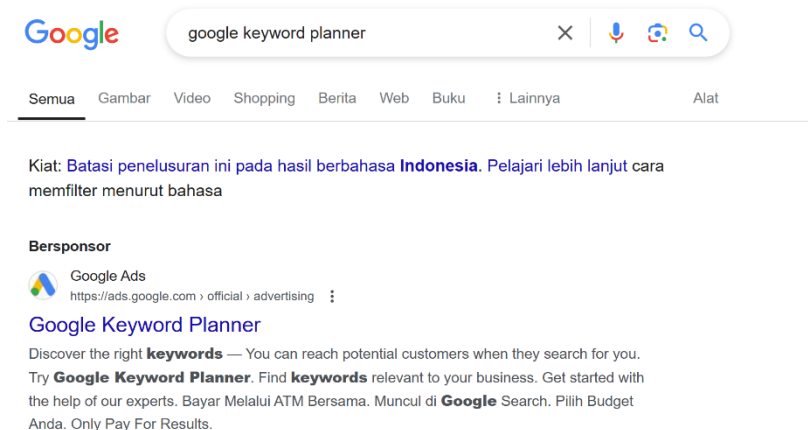 Google
google keyword planner
Semua Gambar Video Shopping Berita Web Buku Lainnya Alat
Kiat: Batasi penelusuran ini pada hasil berbahasa Indonesia. Pelajari lebih lanjut cara
memfilter menurut bahasa
Bersponsor
Google Ads
https://ads.google.com › official › advertising
Google Keyword Planner
Discover the right keywords — You can reach potential customers when they search for you.
Try Google Keyword Planner. Find keywords relevant to your business. Get started with
the help of our experts. Bayar Melalui ATM Bersama. Muncul di Google Search. Pilih Budget
Anda. Only Pay For Results.